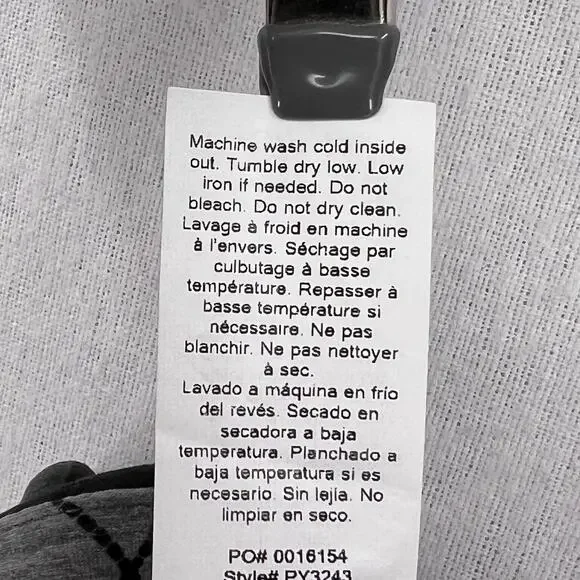 Machine wash cold inside
out. Tumble dry low. Low
iron if needed. Do not
bleach. Do not dry clean.
Lavage à froid en machine
à l'envers. Séchage par
culbutage à basse
température. Repasser à
basse température si
nécessaire. Ne pas
blanchir. Ne pas nettoyer
à sec.
Lavado a máquina en frío
del revés. Secado en
secadora a baja
temperatura. Planchado a
baja temperatura si es
necesario. Sin lejía. No
limpiar en seco.
PO# 0016154
Style# PY3243